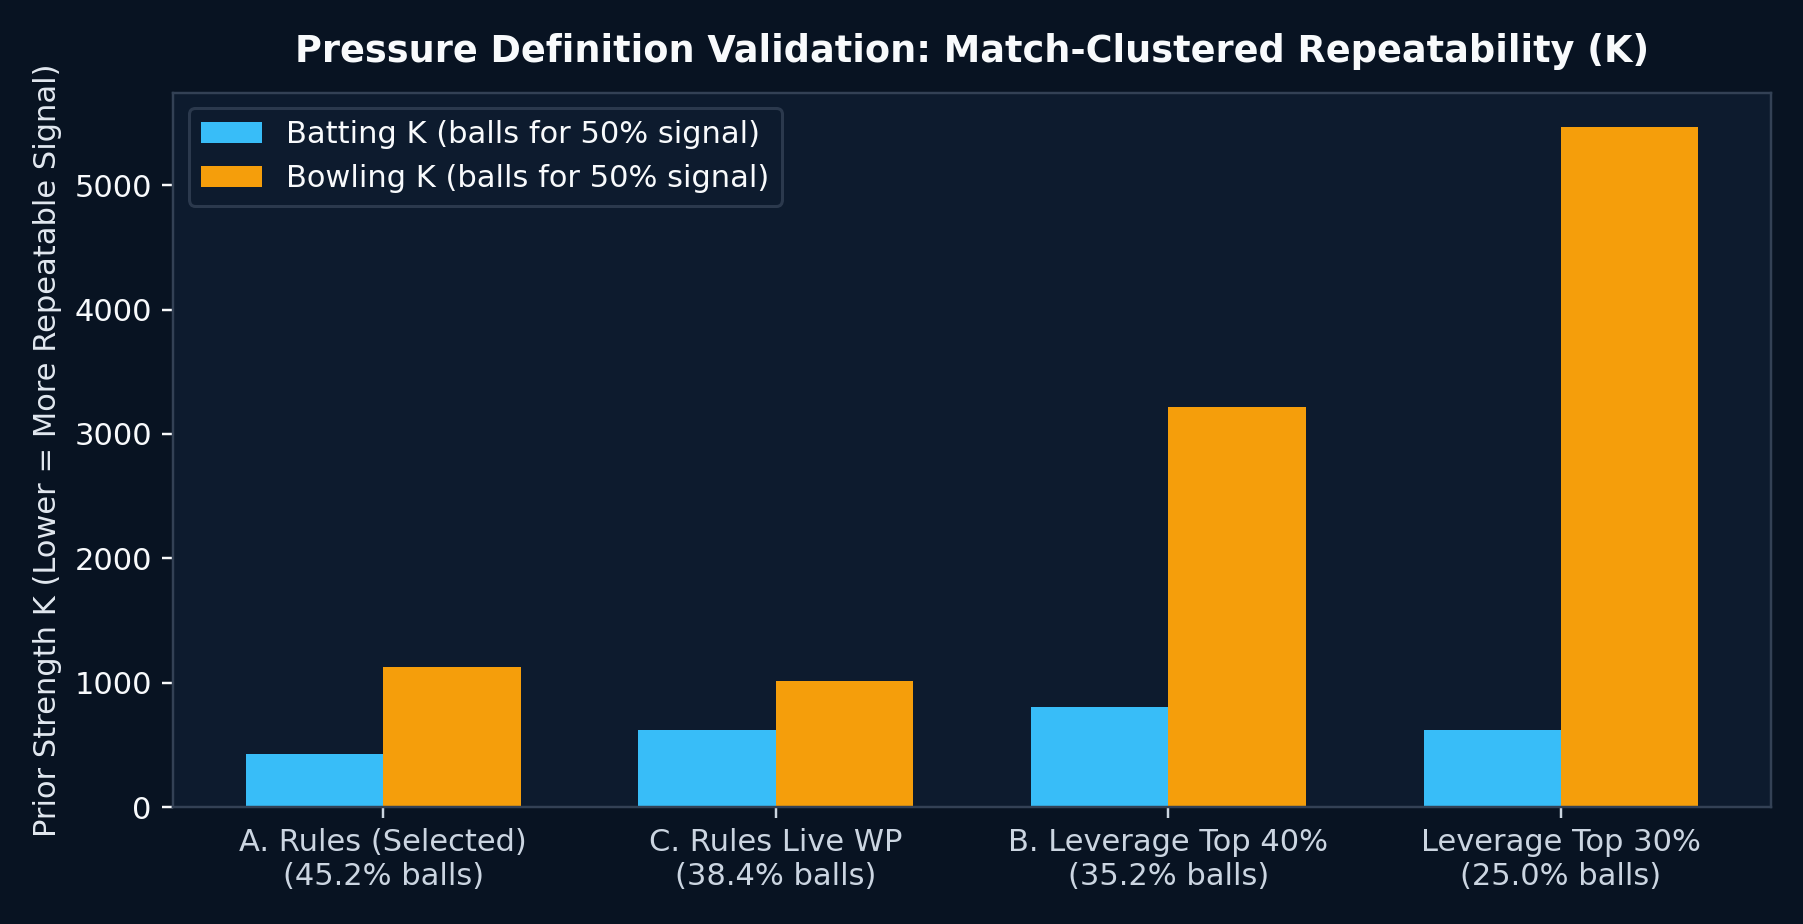 Pressure Definition Validation: Match-Clustered Repeatability (K)
Batting K (balls for 50% signal)
Bowling K (balls for 50% signal)
Prior Strength K (Lower = More Repeatable Signal)
5000
4000
3000
2000
1000
0
A. Rules (Selected)
(45.2% balls)
C. Rules Live WP
(38.4% balls)
B. Leverage Top 40%
(35.2% balls)
Leverage Top 30%
(25.0% balls)